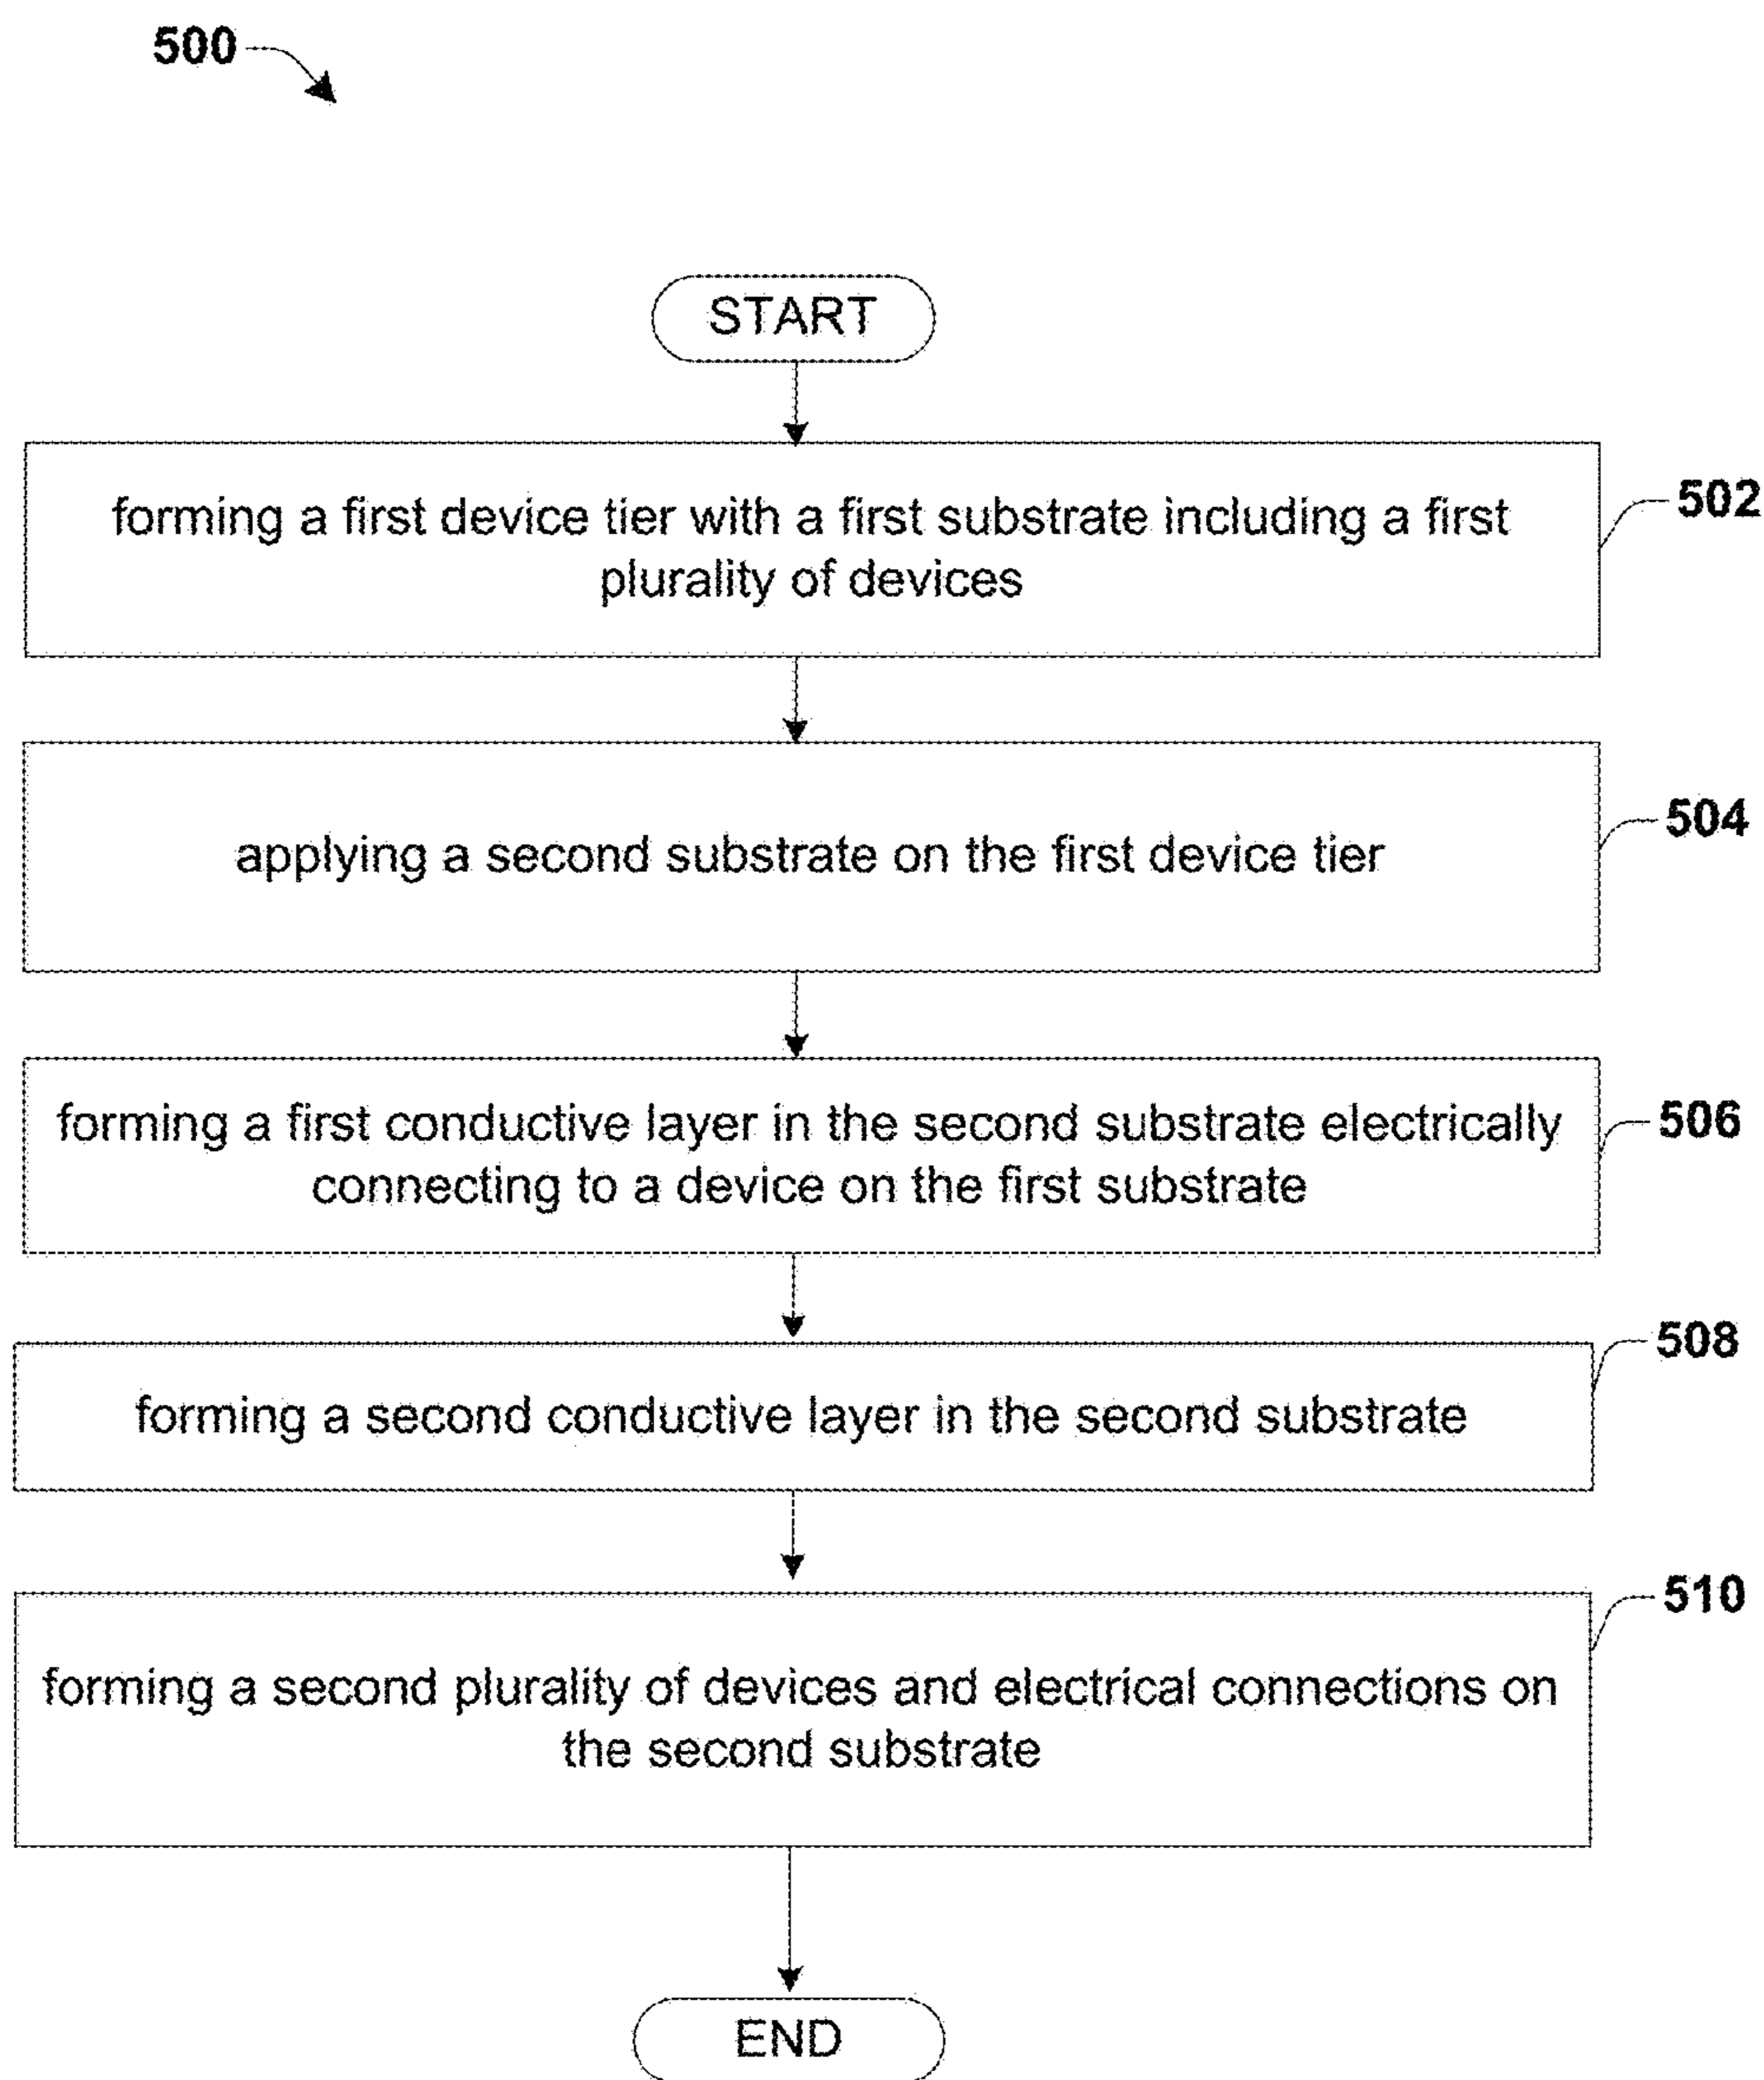 500
START
forming a first device tier with a first substrate including a first
plurality of devices
502
applying a second substrate on the first device tier
504
forming a first conductive layer in the second substrate electrically
connecting to a device on the first substrate
506
forming a second conductive layer in the second substrate
508
forming a second plurality of devices and electrical connections on
the second substrate
510
END